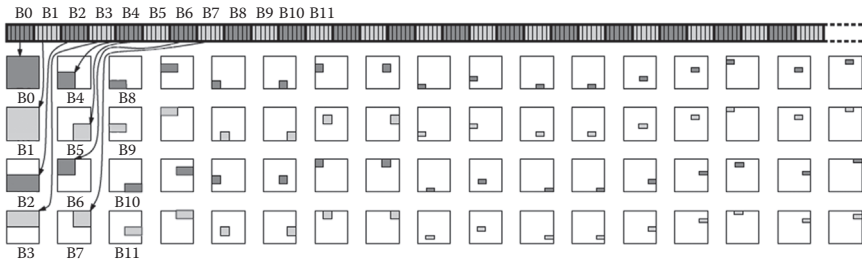 B0 B1 B2 B3 B4 B5 B6 B7 B8 B9 B10 B11
B0 B4 B8
B1 B5 B9
B2 B6 B10
B3 B7 B11